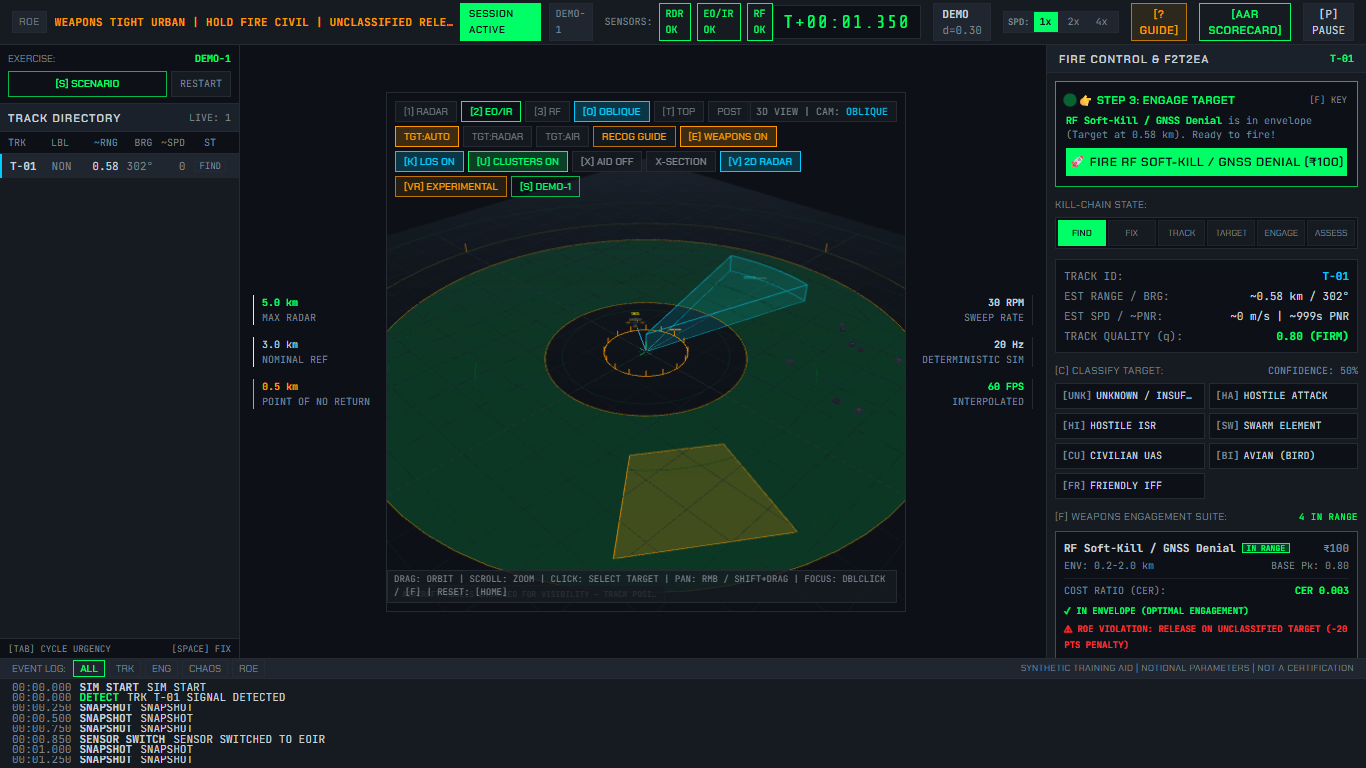 ROE
WEAPONS TIGHT URBAN | HOLD FIRE CIVIL | UNCLASSIFIED RELE…
SESSION ACTIVE
DEMO-1
SENSORS:
RDR OK
EO/IR OK
RF OK
T+00:01.350
DEMO
d=0.30
SPD:
1x
2x
4x
[? GUIDE]
[AAR SCORECARD]
[P] PAUSE
EXERCISE:
DEMO-1
[S] SCENARIO
RESTART
TRACK DIRECTORY
LIVE: 1
TRK LBL ~RNG BRG ~SPD ST
T-01 NON 0.58 302° 0 FIND
[TAB] CYCLE URGENCY
[SPACE] FIX
[1] RADAR
[2] EO/IR
[3] RF
[O] OBLIQUE
[T] TOP
POST
3D VIEW | CAM: OBLIQUE
TGT:AUTO
TGT:RADAR
TGT:AIR
RECOG GUIDE
[E] WEAPONS ON
[K] LOS ON
[U] CLUSTERS ON
[X] AID OFF
X-SECTION
[V] 2D RADAR
[VR] EXPERIMENTAL
[S] DEMO-1
5.0 km
MAX RADAR
3.0 km
NOMINAL REF
0.5 km
POINT OF NO RETURN
30 RPM
SWEEP RATE
20 Hz
DETERMINISTIC SIM
60 FPS
INTERPOLATED
DRAG: ORBIT | SCROLL: ZOOM | CLICK: SELECT TARGET | PAN: RMB / SHIFT+DRAG | FOCUS: DBLCLICK
/ [F] | RESET: [HOME]
FIRE CONTROL & F2T2EA
T-01
👉 STEP 3: ENGAGE TARGET
[F] KEY
RF Soft-Kill / GNSS Denial is in envelope
(Target at 0.58 km). Ready to fire!
🚀 FIRE RF SOFT-KILL / GNSS DENIAL (₹100)
KILL-CHAIN STATE:
FIND
FIX
TRACK
TARGET
ENGAGE
ASSESS
TRACK ID: T-01
EST RANGE / BRG: ~0.58 km / 302°
EST SPD / ~PNR: ~0 m/s | ~999s PNR
TRACK QUALITY (q): 0.80 (FIRM)
[C] CLASSIFY TARGET:
CONFIDENCE: 50%
[UNK] UNKNOWN / INSUF…
[HA] HOSTILE ATTACK
[HI] HOSTILE ISR
[SW] SWARM ELEMENT
[CU] CIVILIAN UAS
[BI] AVIAN (BIRD)
[FR] FRIENDLY IFF
[F] WEAPONS ENGAGEMENT SUITE:
4 IN RANGE
RF Soft-Kill / GNSS Denial
IN RANGE
₹100
ENV: 0.2-2.0 km
BASE Pk: 0.80
COST RATIO (CER):
CER 0.003
✓ IN ENVELOPE (OPTIMAL ENGAGEMENT)
⚠ ROE VIOLATION: RELEASE ON UNCLASSIFIED TARGET (-20
PTS PENALTY)
EVENT LOG:
ALL
TRK
ENG
CHAOS
ROE
SYNTHETIC TRAINING AID | NOTIONAL PARAMETERS | NOT A CERTIFICATION
00:00.000 SIM START SIM START
00:00.000 DETECT TRK T-01 SIGNAL DETECTED
00:00.250 SNAPSHOT SNAPSHOT
00:00.500 SNAPSHOT SNAPSHOT
00:00.750 SNAPSHOT SNAPSHOT
00:00.850 SENSOR SWITCH SENSOR SWITCHED TO EOIR
00:01.000 SNAPSHOT SNAPSHOT
00:01.250 SNAPSHOT SNAPSHOT